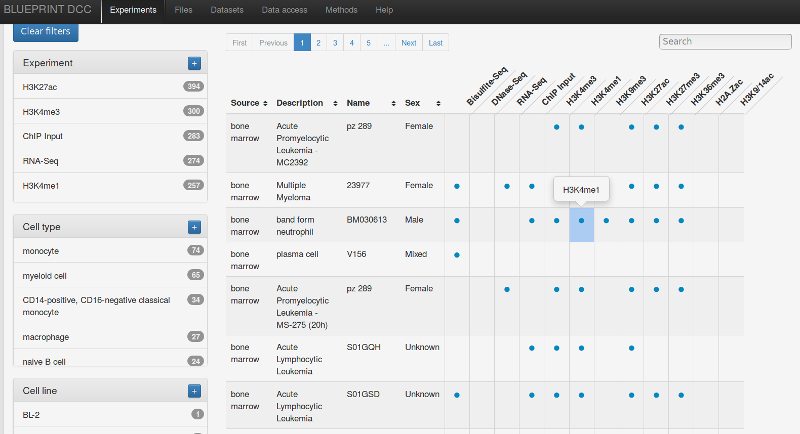 BLUEPRINT DCC Experiments Files Datasets Data access Methods Help
Clear filters
Experiment +
H3K27ac 394
H3K4me3 300
ChIP Input 283
RNA-Seq 274
H3K4me1 257
Cell type +
monocyte 74
myeloid cell 65
CD14-positive, CD16-negative classical
monocyte 34
macrophage 27
naive B cell 24
Cell line +
BL-2 1
First Previous 1 2 3 4 5 ... Next Last
Search
Source Description Name Sex
Bisulfite-Seq
DNase-Seq
RNA-Seq
ChIP Input
H3K4me3
H3K4me1
H3K9me3
H3K27ac
H3K27me3
H3K36me3
H2A.Zac
H3K9/14ac
bone Acute pz 289 Female
marrow Promyelocytic
Leukemia -
MC2392
bone Multiple 23977 Female
marrow Myeloma
H3K4me1
bone band form BM030613 Male
marrow neutrophil
bone plasma cell V156 Mixed
marrow
bone Acute pz 289 Female
marrow Promyelocytic
Leukemia -
MS-275 (20h)
bone Acute S01GQH Unknown
marrow Lymphocytic
Leukemia
bone Acute S01GSD Unknown
marrow Lymphocytic
Leukemia